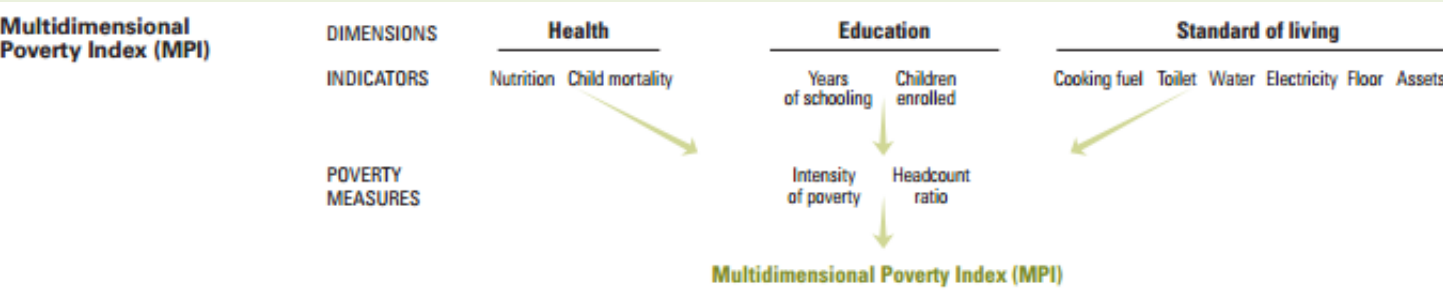 Multidimensional
Poverty Index (MPI)
DIMENSIONS Health Education Standard of living
INDICATORS Nutrition Child mortality Years of schooling Children enrolled Cooking fuel Toilet Water Electricity Floor Assets
POVERTY MEASURES Intensity of poverty Headcount ratio
Multidimensional Poverty Index (MPI)